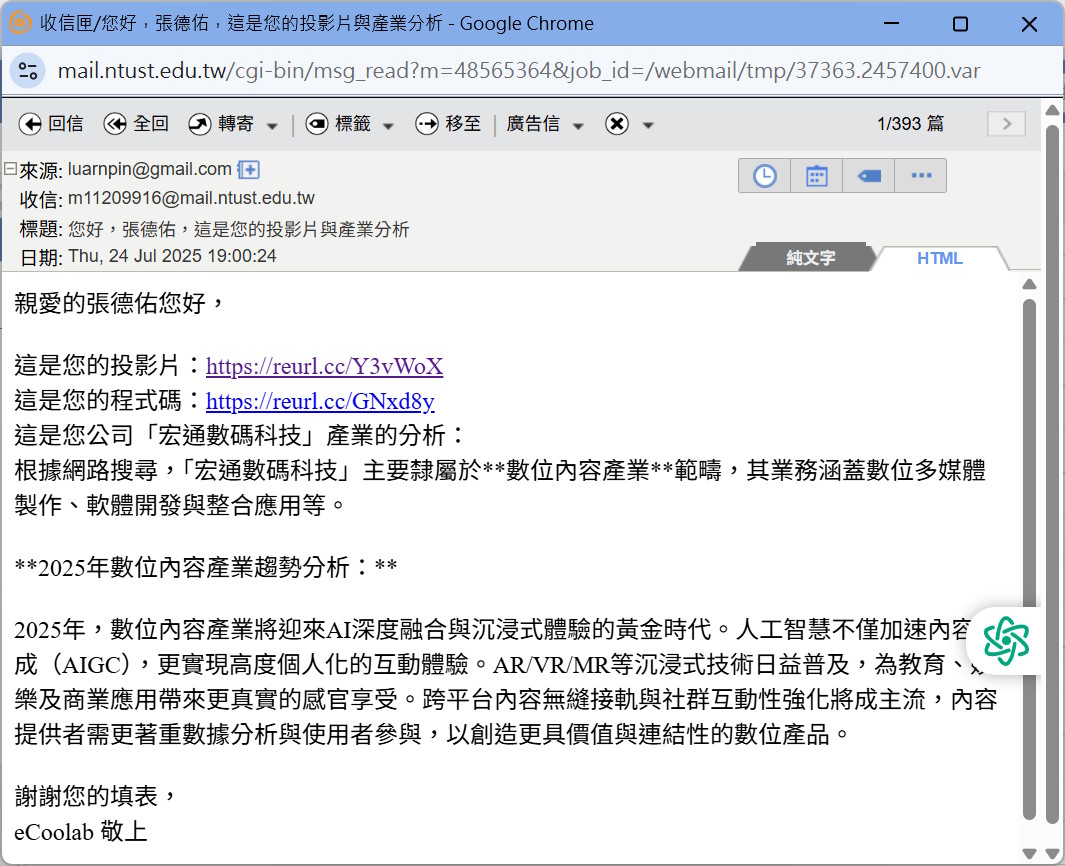 收信匣/您好，張德佑，這是您的投影片與產業分析 - Google Chrome
mail.ntust.edu.tw/cgi-bin/msg_read?m=48565364&job_id=/webmail/tmp/37363.2457400.var
回信 全回 轉寄 標籤 移至 廣告信 1/393 篇
來源: luarnpin@gmail.com
收信: m11209916@mail.ntust.edu.tw
標題: 您好，張德佑，這是您的投影片與產業分析
日期: Thu, 24 Jul 2025 19:00:24
純文字 HTML
親愛的張德佑您好，
這是您的投影片：https://reurl.cc/Y3vWoX
這是您的程式碼：https://reurl.cc/GNxd8y
這是您公司「宏通數碼科技」產業的分析：
根據網路搜尋，「宏通數碼科技」主要隸屬於**數位內容產業**範疇，其業務涵蓋數位多媒體
製作、軟體開發與整合應用等。
**2025年數位內容產業趨勢分析：**
2025年，數位內容產業將迎來AI深度融合與沉浸式體驗的黃金時代。人工智慧不僅加速內容
成（AIGC），更實現高度個人化的互動體驗。AR/VR/MR等沉浸式技術日益普及，為教育、
樂及商業應用帶來更真實的感官享受。跨平台內容無縫接軌與社群互動性強化將成主流，內容
提供者需更著重數據分析與使用者參與，以創造更具價值與連結性的數位產品。
謝謝您的填表，
eCoolab 敬上